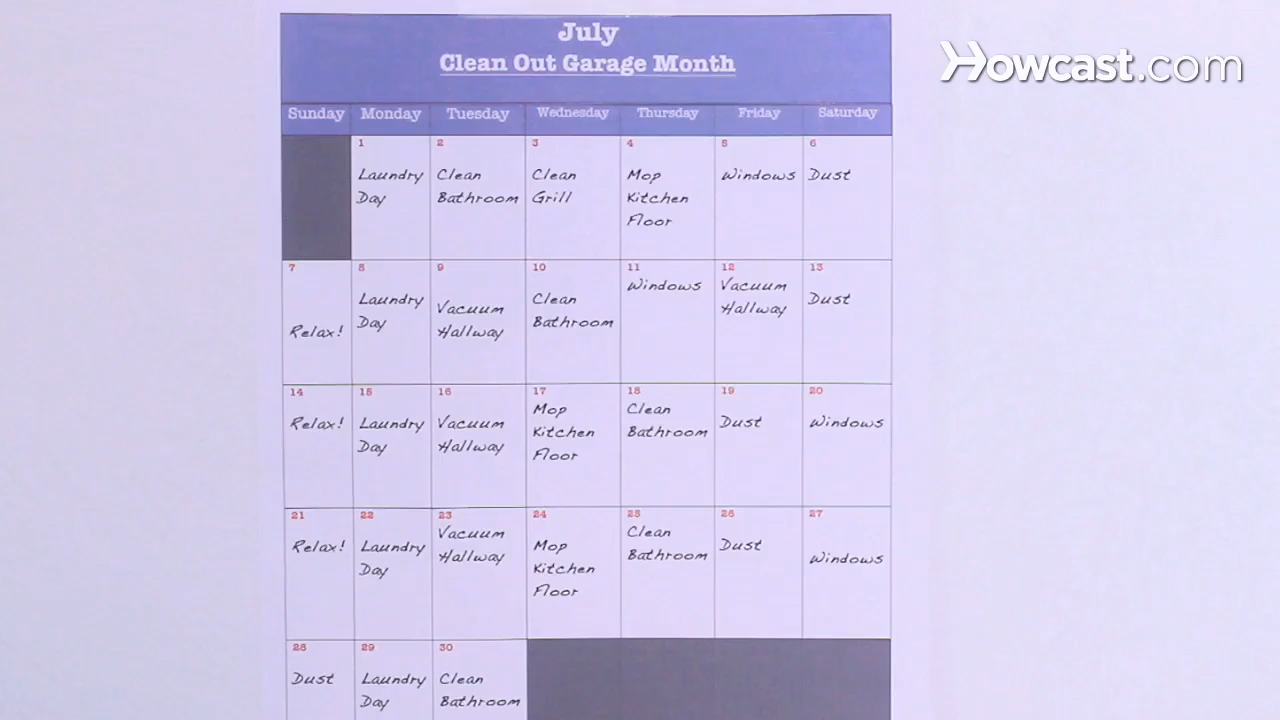 July
Clean Out Garage Month
Howcast.com
Sunday Monday Tuesday Wednesday Thursday Friday Saturday
1 2 3 4 5 6
Laundry Day
Clean Bathroom
Clean Grill
Mop Kitchen Floor
Windows
Dust
7 8 9 10 11 12 13
Relax!
Laundry Day
Vacuum Hallway
Clean Bathroom
Windows
Vacuum Hallway
Dust
14 15 16 17 18 19 20
Relax!
Laundry Day
Vacuum Hallway
Mop Kitchen Floor
Clean Bathroom
Dust
Windows
21 22 23 24 25 26 27
Relax!
Laundry Day
Vacuum Hallway
Mop Kitchen Floor
Clean Bathroom
Dust
Windows
28 29 30
Dust
Laundry Day
Clean Bathroom